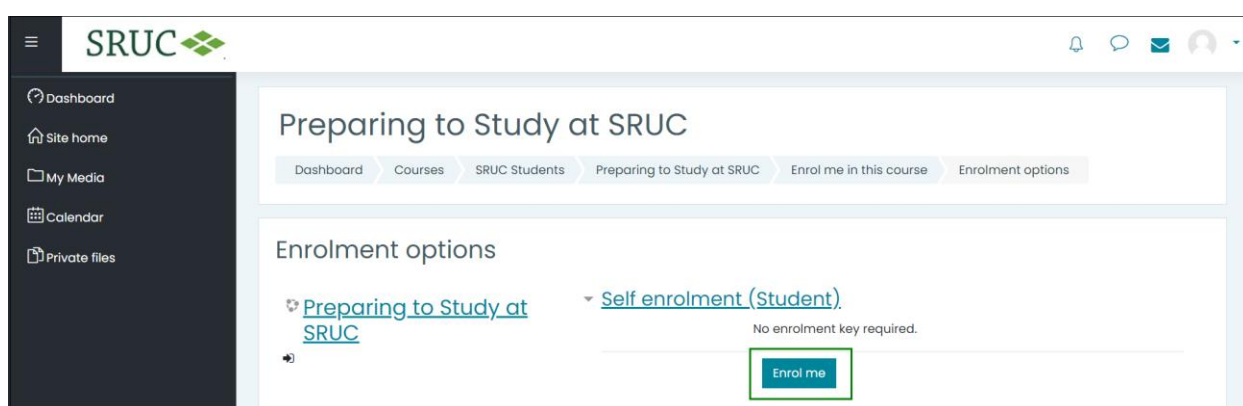 SRUC
Dashboard
Site home
My Media
Calendar
Private files
Preparing to Study at SRUC
Dashboard Courses SRUC Students Preparing to Study at SRUC Enrol me in this course Enrolment options
Enrolment options
Preparing to Study at
SRUC
Self enrolment (Student)
No enrolment key required.
Enrol me